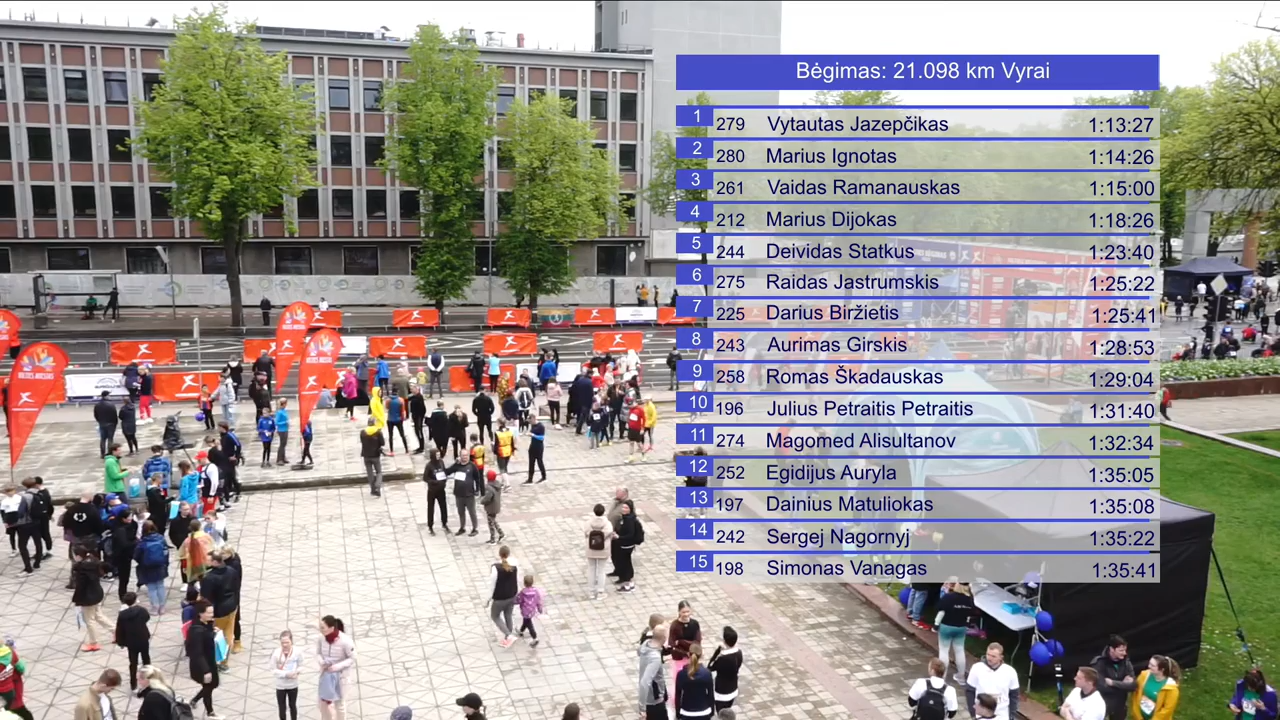 Bėgimas: 21.098 km Vyrai
1 279 Vytautas Jazepčikas 1:13:27
2 280 Marius Ignotas 1:14:26
3 261 Vaidas Ramanauskas 1:15:00
4 212 Marius Dijokas 1:18:26
5 244 Deividas Statkus 1:23:40
6 275 Raidas Jastrumskis 1:25:22
7 225 Darius Biržietis 1:25:41
8 243 Aurimas Girskis 1:28:53
9 258 Romas Škadauskas 1:29:04
10 196 Julius Petraitis Petraitis 1:31:40
11 274 Magomed Alisultanov 1:32:34
12 252 Egidijus Auryla 1:35:05
13 197 Dainius Matuliokas 1:35:08
14 242 Sergej Nagornyj 1:35:22
15 198 Simonas Vanagas 1:35:41